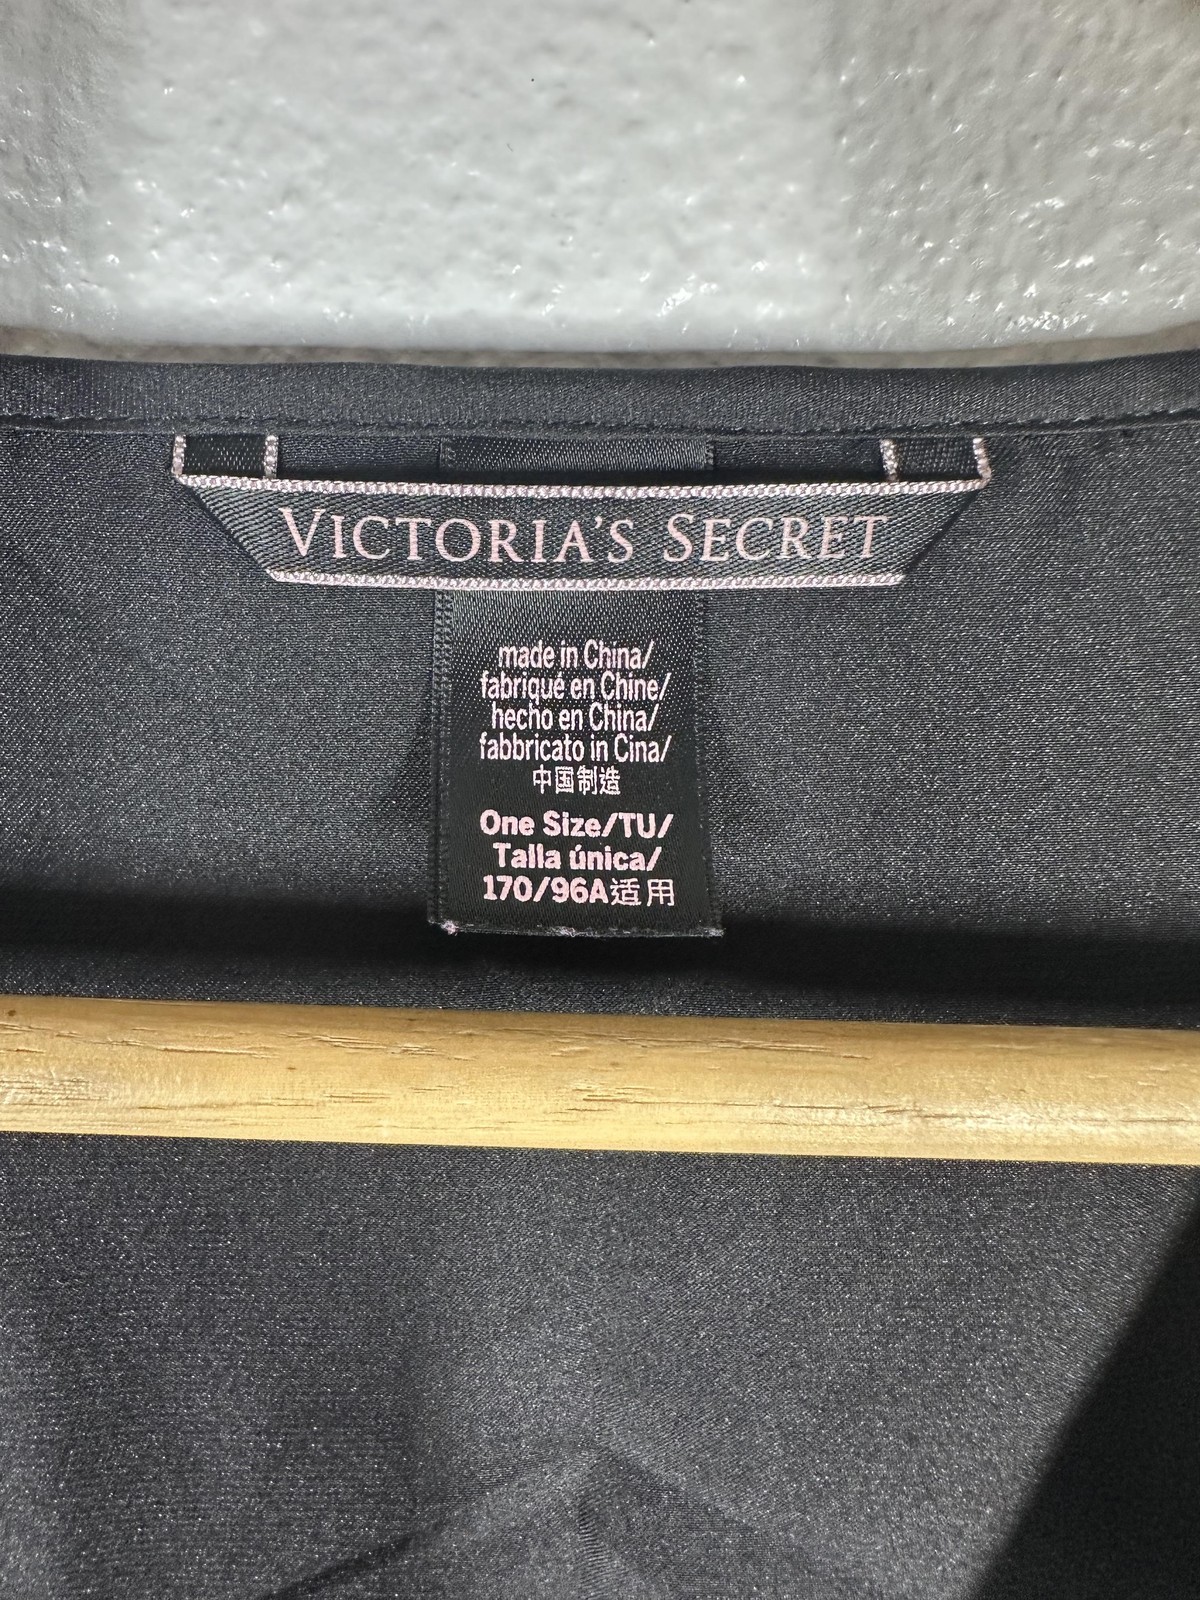 VICTORIA'S SECRET
made in China/
fabriqué en Chine/
hecho en China/
fabbricato in Cina/
中国制造
One Size/TU/
Talla única/
170/96A适用